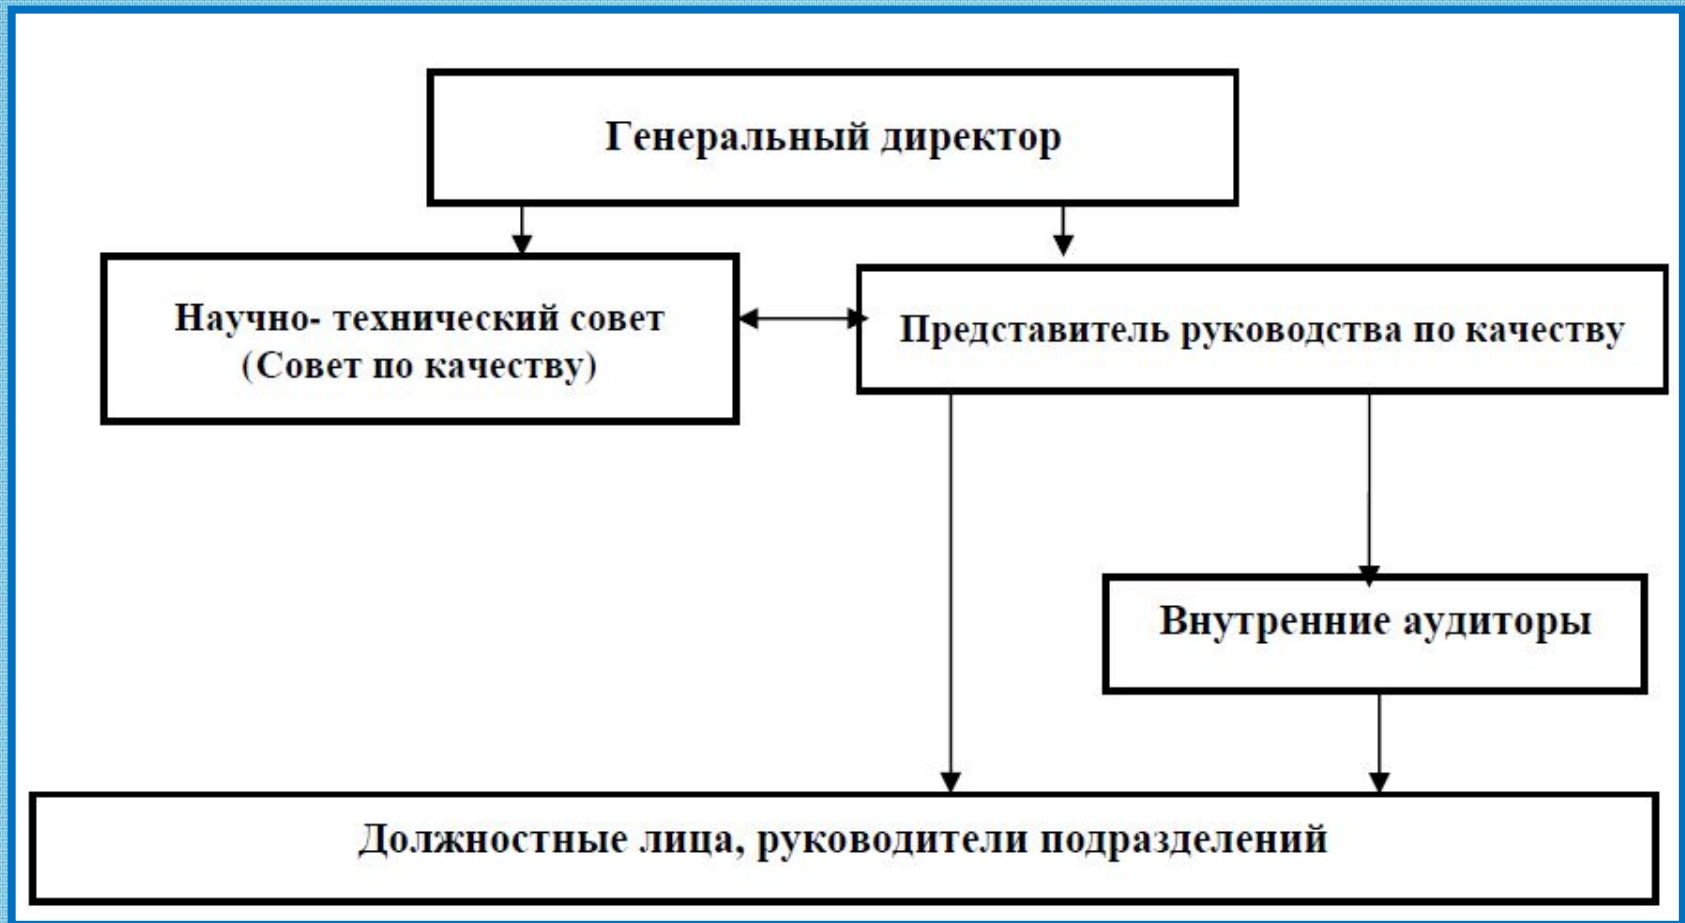 Генеральный директор
Научно- технический совет
(Совет по качеству)
Представитель руководства по качеству
Внутренние аудиторы
Должностные лица, руководители подразделений